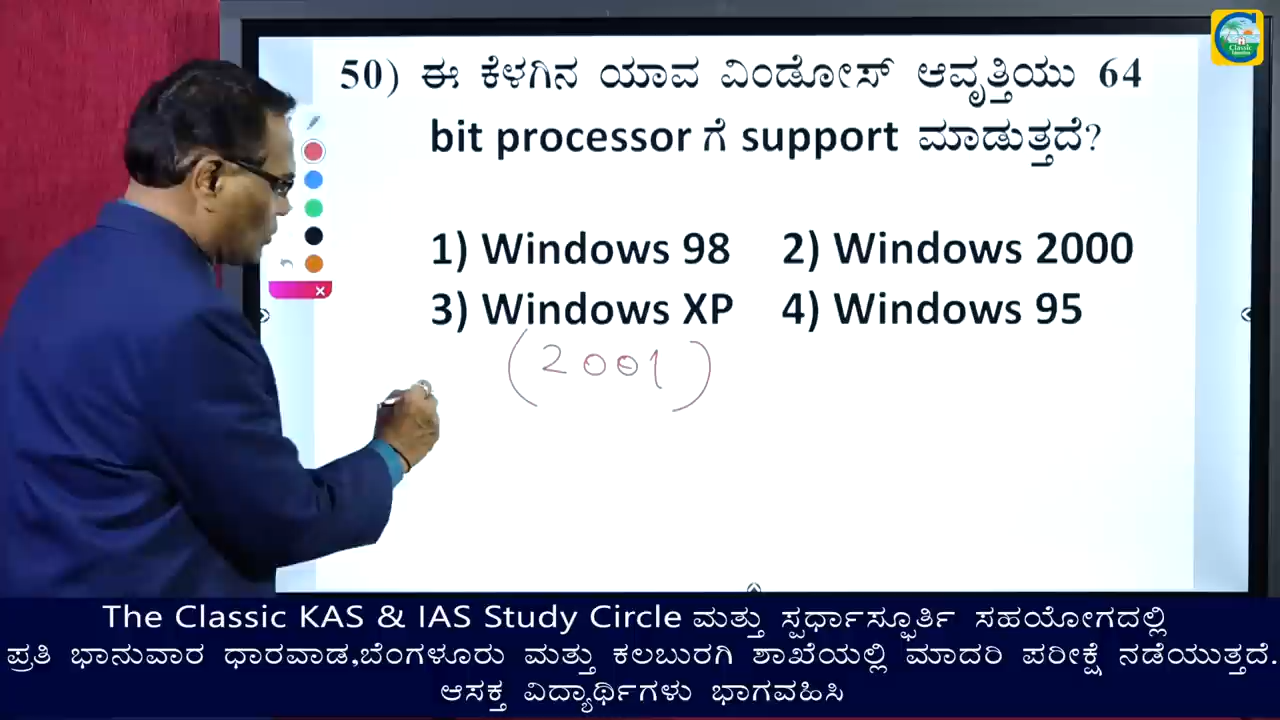 Classic
50) ಈ ಕೆಳಗಿನ ಯಾವ ವಿಂಡೋಸ್ ಆವೃತ್ತಿಯು 64
bit processor ಗೆ support ಮಾಡುತ್ತದೆ?
1) Windows 98 2) Windows 2000
3) Windows XP 4) Windows 95
(2001)
The Classic KAS & IAS Study Circle ಮತ್ತು ಸ್ಪರ್ಧಾಸ್ಫೂರ್ತಿ ಸಹಯೋಗದಲ್ಲಿ
ಪ್ರತಿ ಭಾನುವಾರ ಧಾರವಾಡ,ಬೆಂಗಳೂರು ಮತ್ತು ಕಲಬುರಗಿ ಶಾಖೆಯಲ್ಲಿ ಮಾದರಿ ಪರೀಕ್ಷೆ ನಡೆಯುತ್ತದೆ.
ಆಸಕ್ತ ವಿದ್ಯಾರ್ಥಿಗಳು ಭಾಗವಹಿಸಿ